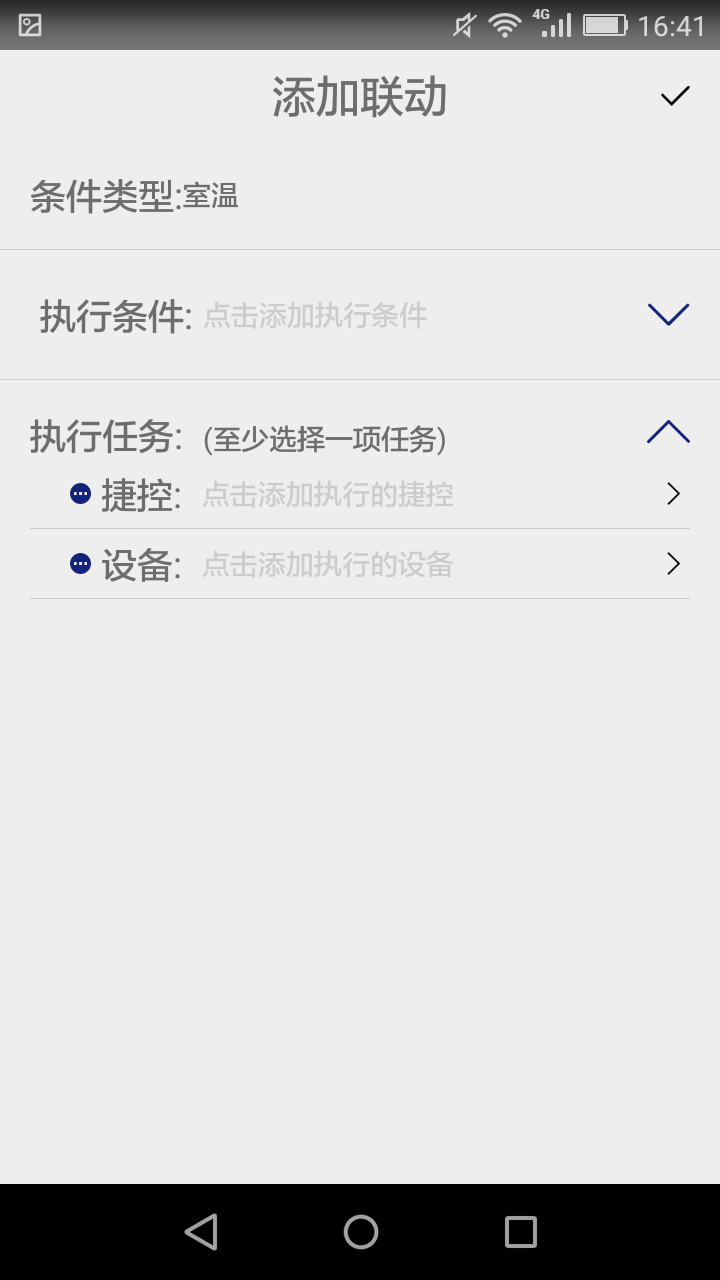 4G 16:41
添加联动
条件类型:室温
执行条件: 点击添加执行条件
执行任务: (至少选择一项任务)
捷控: 点击添加执行的捷控
设备: 点击添加执行的设备